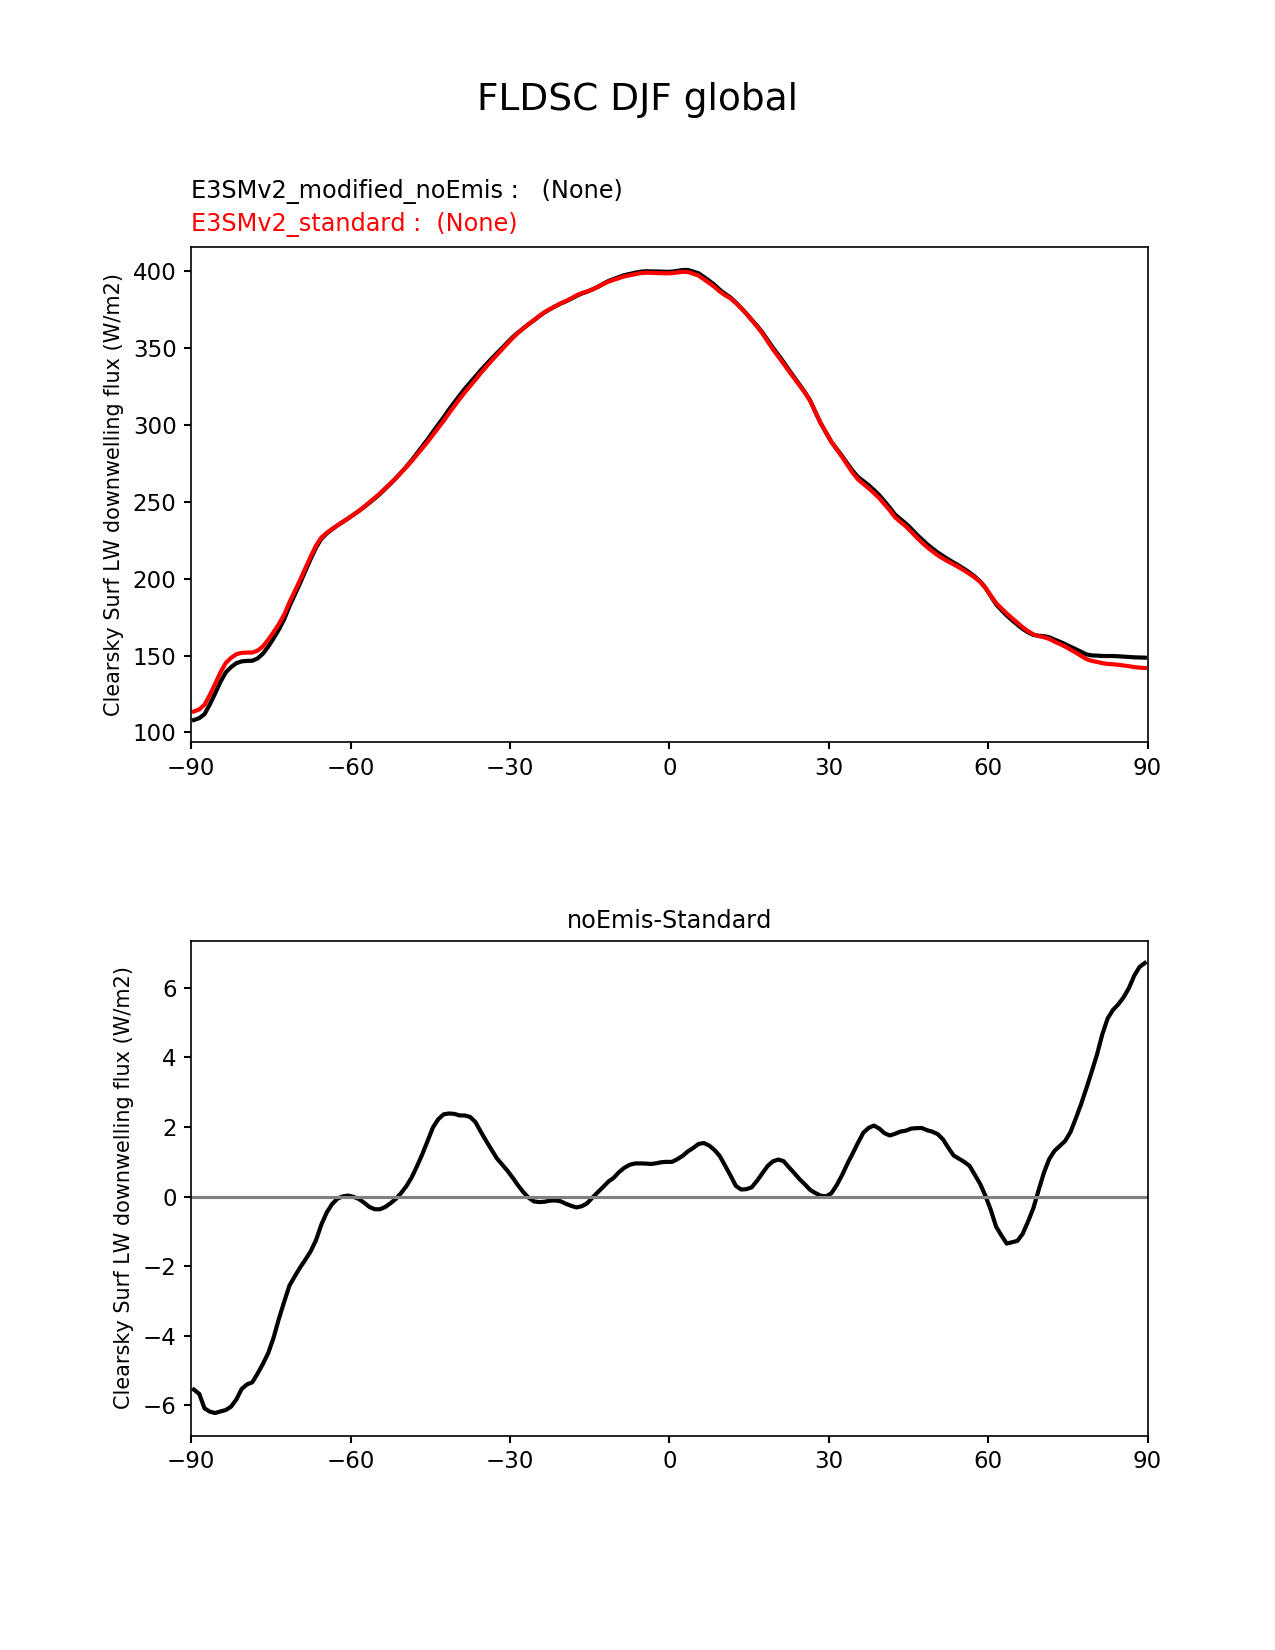 FLDSC DJF global
E3SMv2_modified_noEmis :   (None)
E3SMv2_standard :  (None)
Clearsky Surf LW downwelling flux (W/m2)
400
350
300
250
200
150
100
−90 −60 −30 0 30 60 90
noEmis-Standard
Clearsky Surf LW downwelling flux (W/m2)
6
4
2
0
−2
−4
−6
−90 −60 −30 0 30 60 90